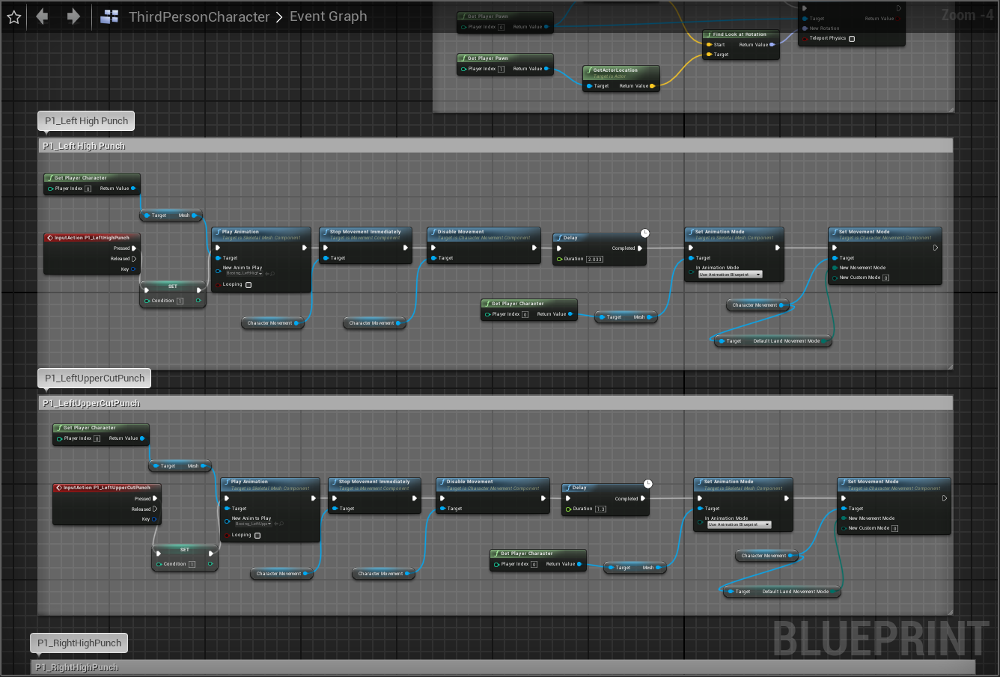 ThirdPersonCharacter > Event Graph
Zoom -4
Get Player Pawn
Player Index 0 Return Value
Target Return Value
New Rotation
Teleport Physics
Find Look at Rotation
Start Return Value
Target
Get Player Pawn
Player Index 1 Return Value
GetActorLocation
Target is Actor
Target Return Value
P1_Left High Punch
P1_Left High Punch
Get Player Character
Player Index 0 Return Value
Target Mesh
InputAction P1_LeftHighPunch
Pressed
Released
Key
SET
Condition 1
Play Animation
Target is Skeletal Mesh Component
Target
New Anim to Play
Boxing_LeftHigh
Looping
Stop Movement Immediately
Target is Movement Component
Target
Disable Movement
Target is Character Movement Component
Target
Delay
Completed
Duration 2.033
Set Animation Mode
Target is Skeletal Mesh Component
Target
In Animation Mode
Use Animation Blueprint
Set Movement Mode
Target is Character Movement Component
Target
New Movement Mode
New Custom Mode 0
Character Movement
Character Movement
Get Player Character
Player Index 0 Return Value
Target Mesh
Character Movement
Target Default Land Movement Mode
P1_LeftUpperCutPunch
P1_LeftUpperCutPunch
Get Player Character
Player Index 0 Return Value
Target Mesh
InputAction P1_LeftUpperCutPunch
Pressed
Released
Key
SET
Condition 1
Play Animation
Target is Skeletal Mesh Component
Target
New Anim to Play
Boxing_LeftUpp
Looping
Stop Movement Immediately
Target is Movement Component
Target
Disable Movement
Target is Character Movement Component
Target
Delay
Completed
Duration 1.3
Set Animation Mode
Target is Skeletal Mesh Component
Target
In Animation Mode
Use Animation Blueprint
Set Movement Mode
Target is Character Movement Component
Target
New Movement Mode
New Custom Mode 0
Character Movement
Character Movement
Get Player Character
Player Index 0 Return Value
Target Mesh
Character Movement
Target Default Land Movement Mode
BLUEPRINT
P1_RightHighPunch
P1_RightHighPunch